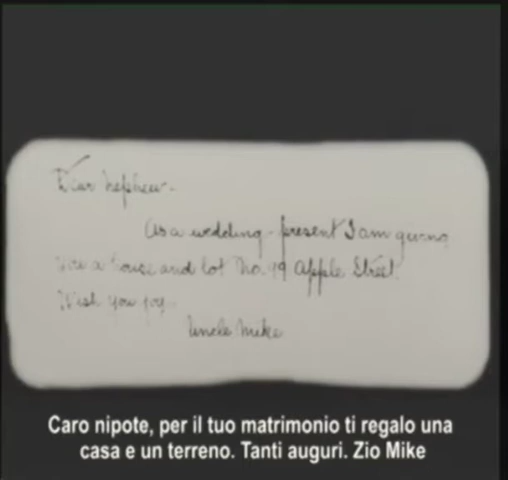 Dear Nephew -
As a wedding - present I am giving
you a house and lot No. 99 Apple Street.
Wish you joy -
Uncle Mike
Caro nipote, per il tuo matrimonio ti regalo una
casa e un terreno. Tanti auguri. Zio Mike